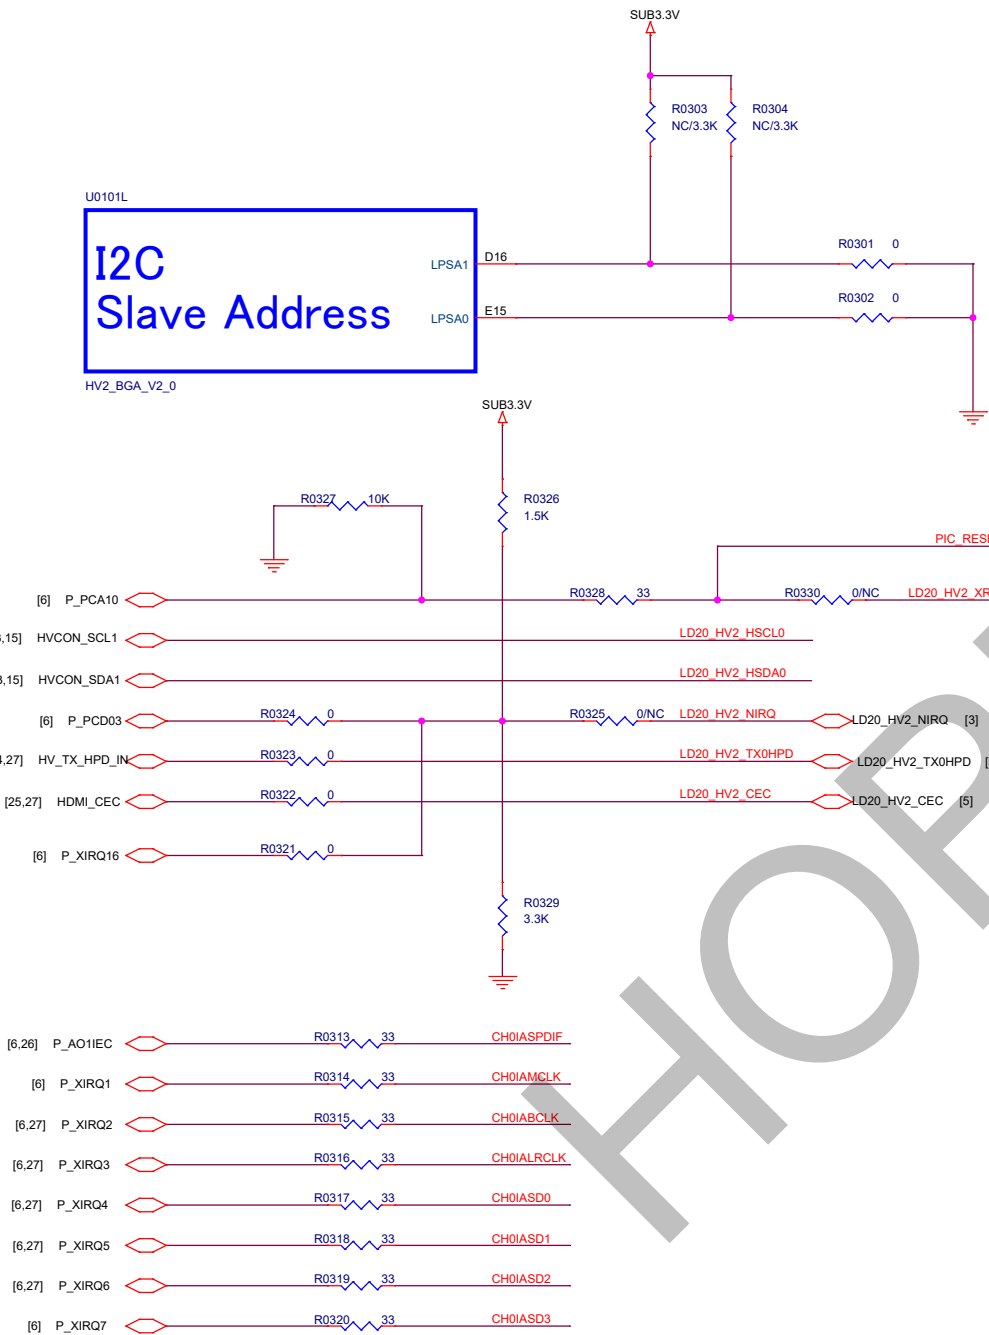 SUB3.3V
R0303 R0304
NC/3.3K NC/3.3K
U0101L
I2C
Slave Address
LPSA1 D16
R0301 0
LPSA0 E15
R0302 0
HV2_BGA_V2_0
SUB3.3V
R0327 10K
R0326
1.5K
PIC_RES
[6] P_PCA10 R0328 33 R0330 0/NC LD20_HV2_XR
,15] HVCON_SCL1 LD20_HV2_HSCL0
,15] HVCON_SDA1 LD20_HV2_HSDA0
[6] P_PCD03 R0324 0 R0325 0/NC LD20_HV2_NIRQ LD20_HV2_NIRQ [3]
,27] HV_TX_HPD_IN R0323 0 LD20_HV2_TX0HPD LD20_HV2_TX0HPD [
[25,27] HDMI_CEC R0322 0 LD20_HV2_CEC LD20_HV2_CEC [5]
[6] P_XIRQ16 R0321 0
R0329
3.3K
[6,26] P_AO1IEC R0313 33 CH0IASPDIF
[6] P_XIRQ1 R0314 33 CH0IAMCLK
[6,27] P_XIRQ2 R0315 33 CH0IABCLK
[6,27] P_XIRQ3 R0316 33 CH0IALRCLK
[6,27] P_XIRQ4 R0317 33 CH0IASD0
[6,27] P_XIRQ5 R0318 33 CH0IASD1
[6,27] P_XIRQ6 R0319 33 CH0IASD2
[6] P_XIRQ7 R0320 33 CH0IASD3
HOP